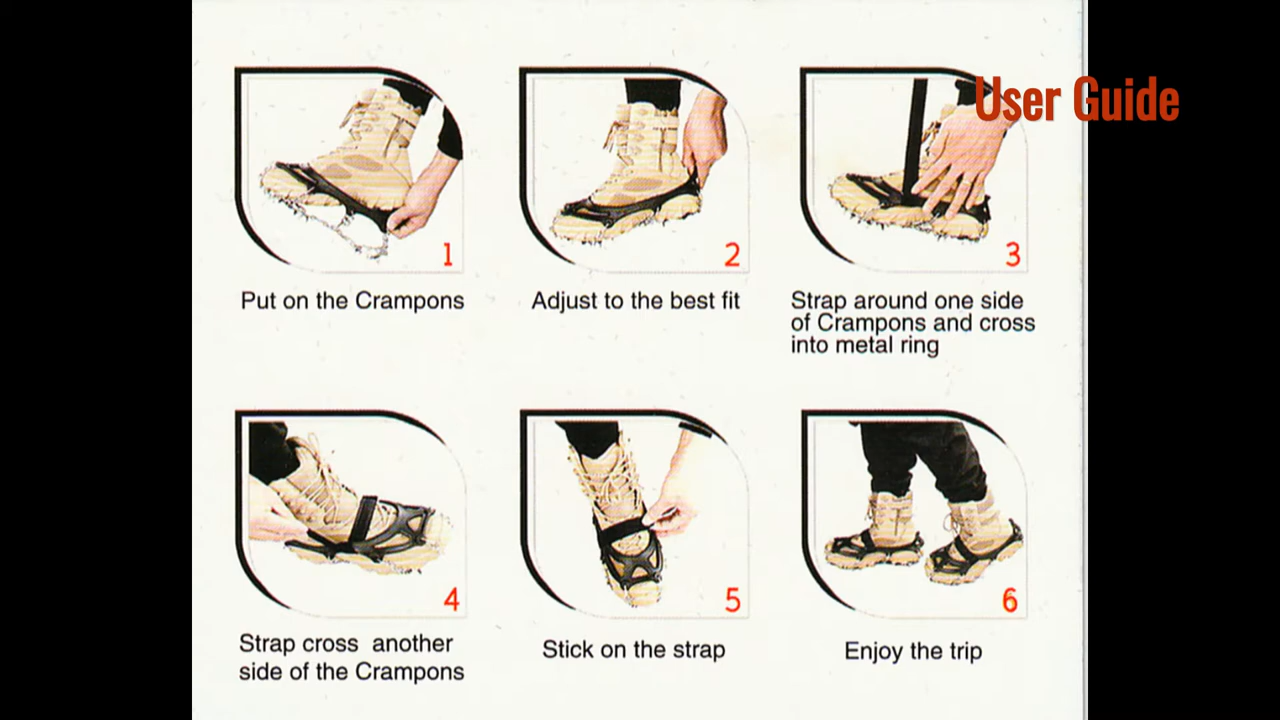 User Guide
1
2
3
Put on the Crampons
Adjust to the best fit
Strap around one side
of Crampons and cross
into metal ring
4
5
6
Strap cross another
side of the Crampons
Stick on the strap
Enjoy the trip